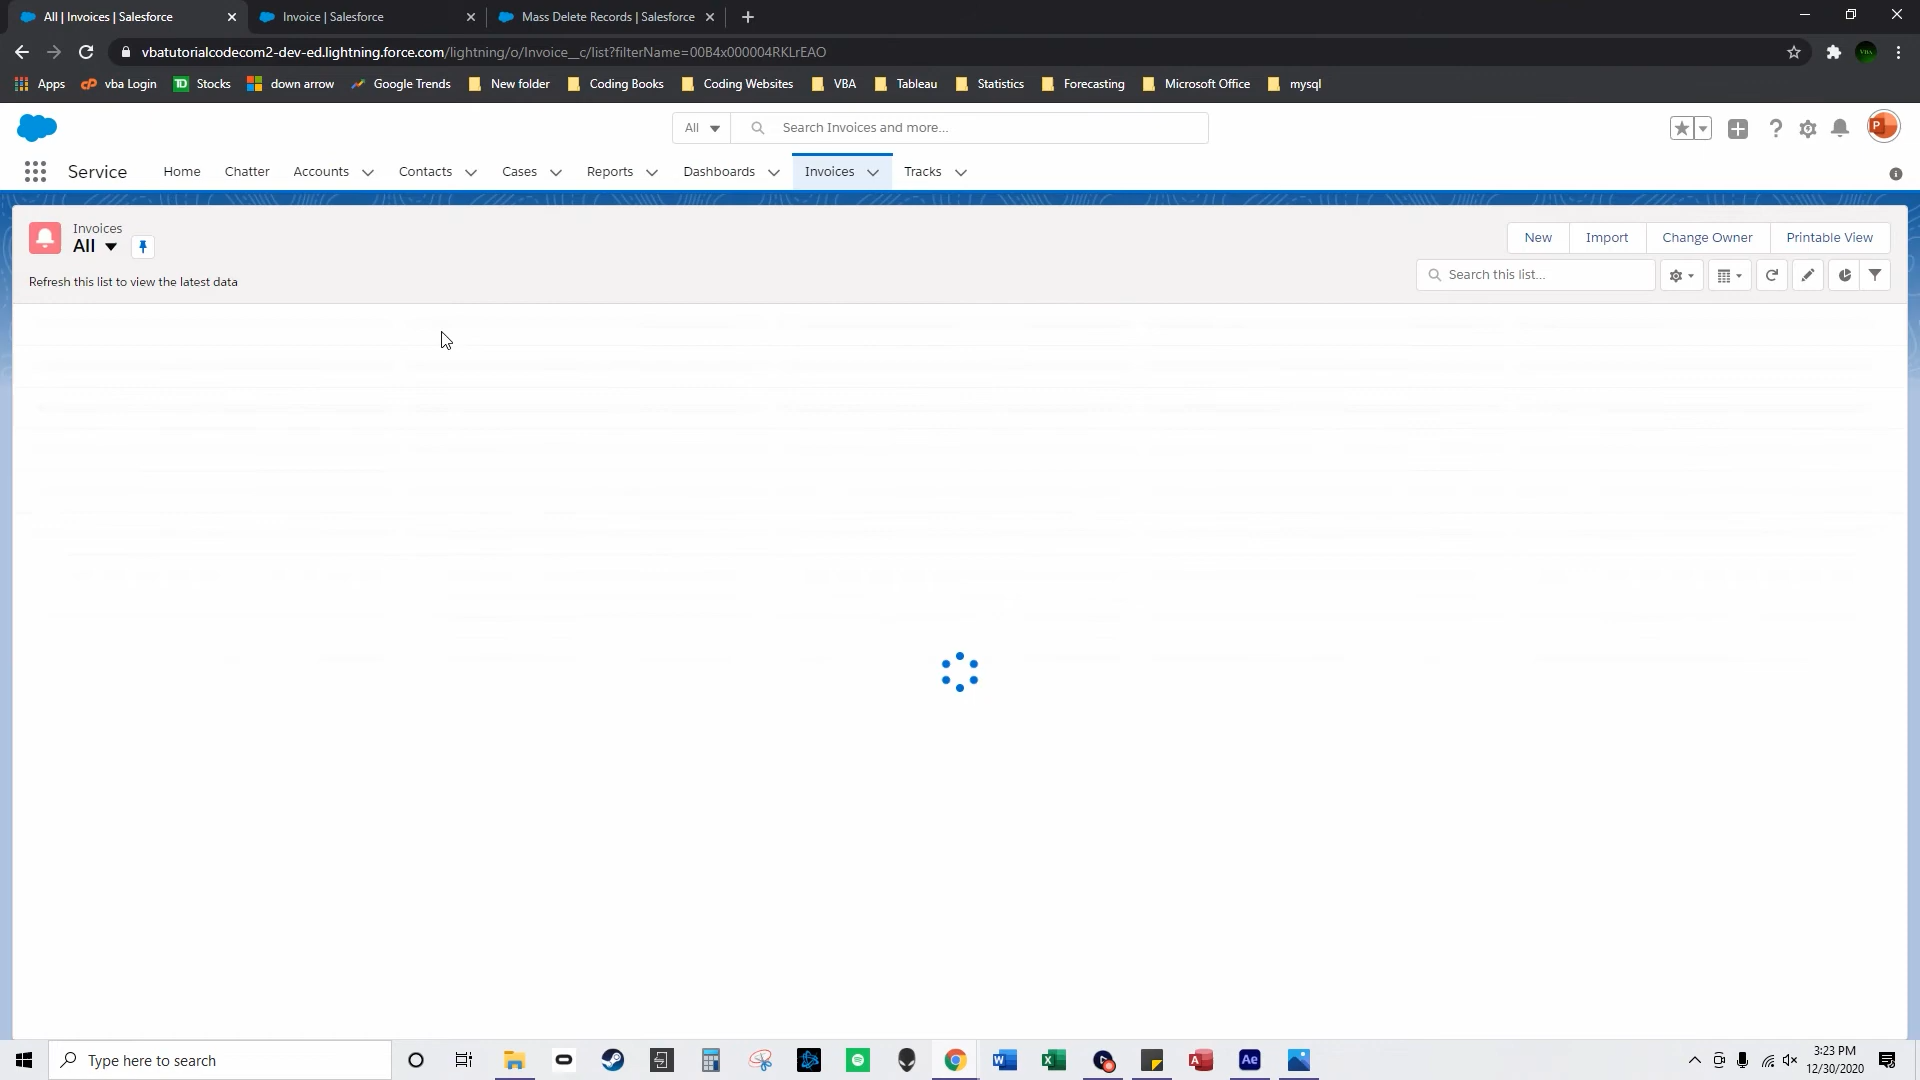 All | Invoices | Salesforce
Invoice | Salesforce
Mass Delete Records | Salesforce
vbatutorialcodecom2-dev-ed.lightning.force.com/lightning/o/Invoice__c/list?filterName=00B4x000004RKLrEAO
Apps
vba Login
Stocks
down arrow
Google Trends
New folder
Coding Books
Coding Websites
VBA
Tableau
Statistics
Forecasting
Microsoft Office
mysql
All
Search Invoices and more...
Service
Home
Chatter
Accounts
Contacts
Cases
Reports
Dashboards
Invoices
Tracks
Invoices
All
New
Import
Change Owner
Printable View
Refresh this list to view the latest data
Search this list...
Type here to search
Ae
3:23 PM
12/30/2020